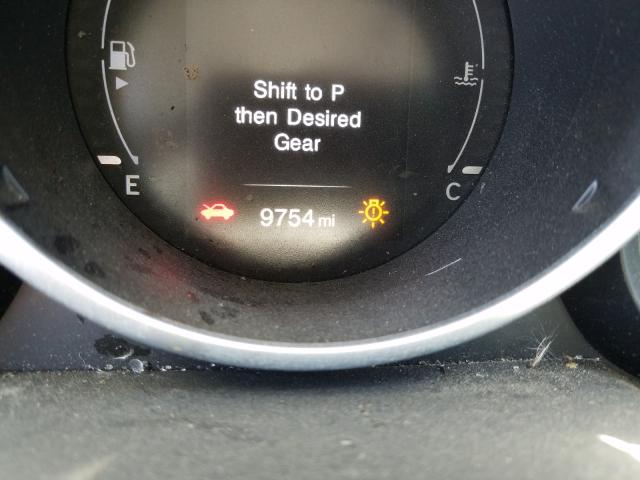 Shift to P
then Desired
Gear
E
C
9754 mi